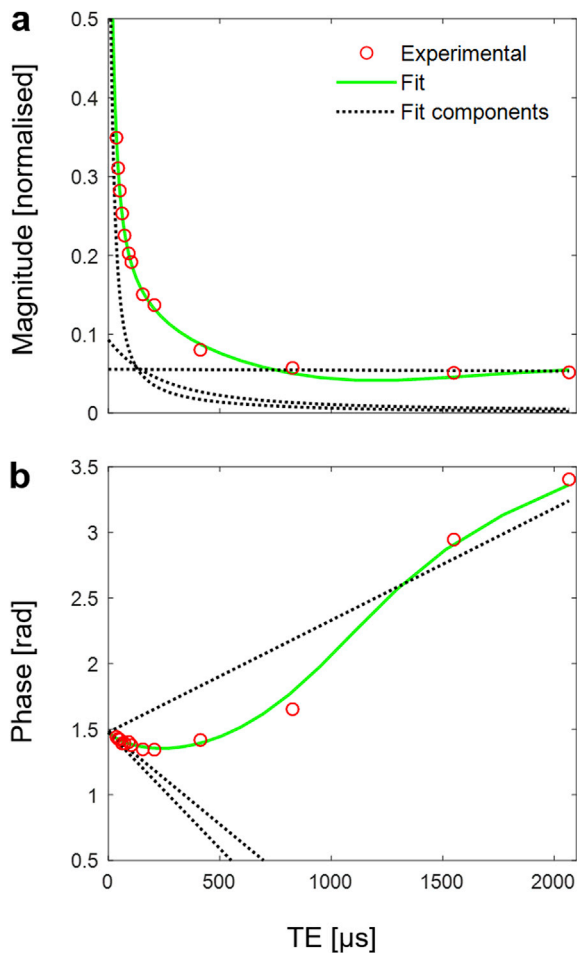 a
0.5
0.4
0.3
0.2
0.1
0
Magnitude [normalised]
Experimental
Fit
Fit components
b
3.5
3
2.5
2
1.5
1
0.5
Phase [rad]
0 500 1000 1500 2000
TE [µs]